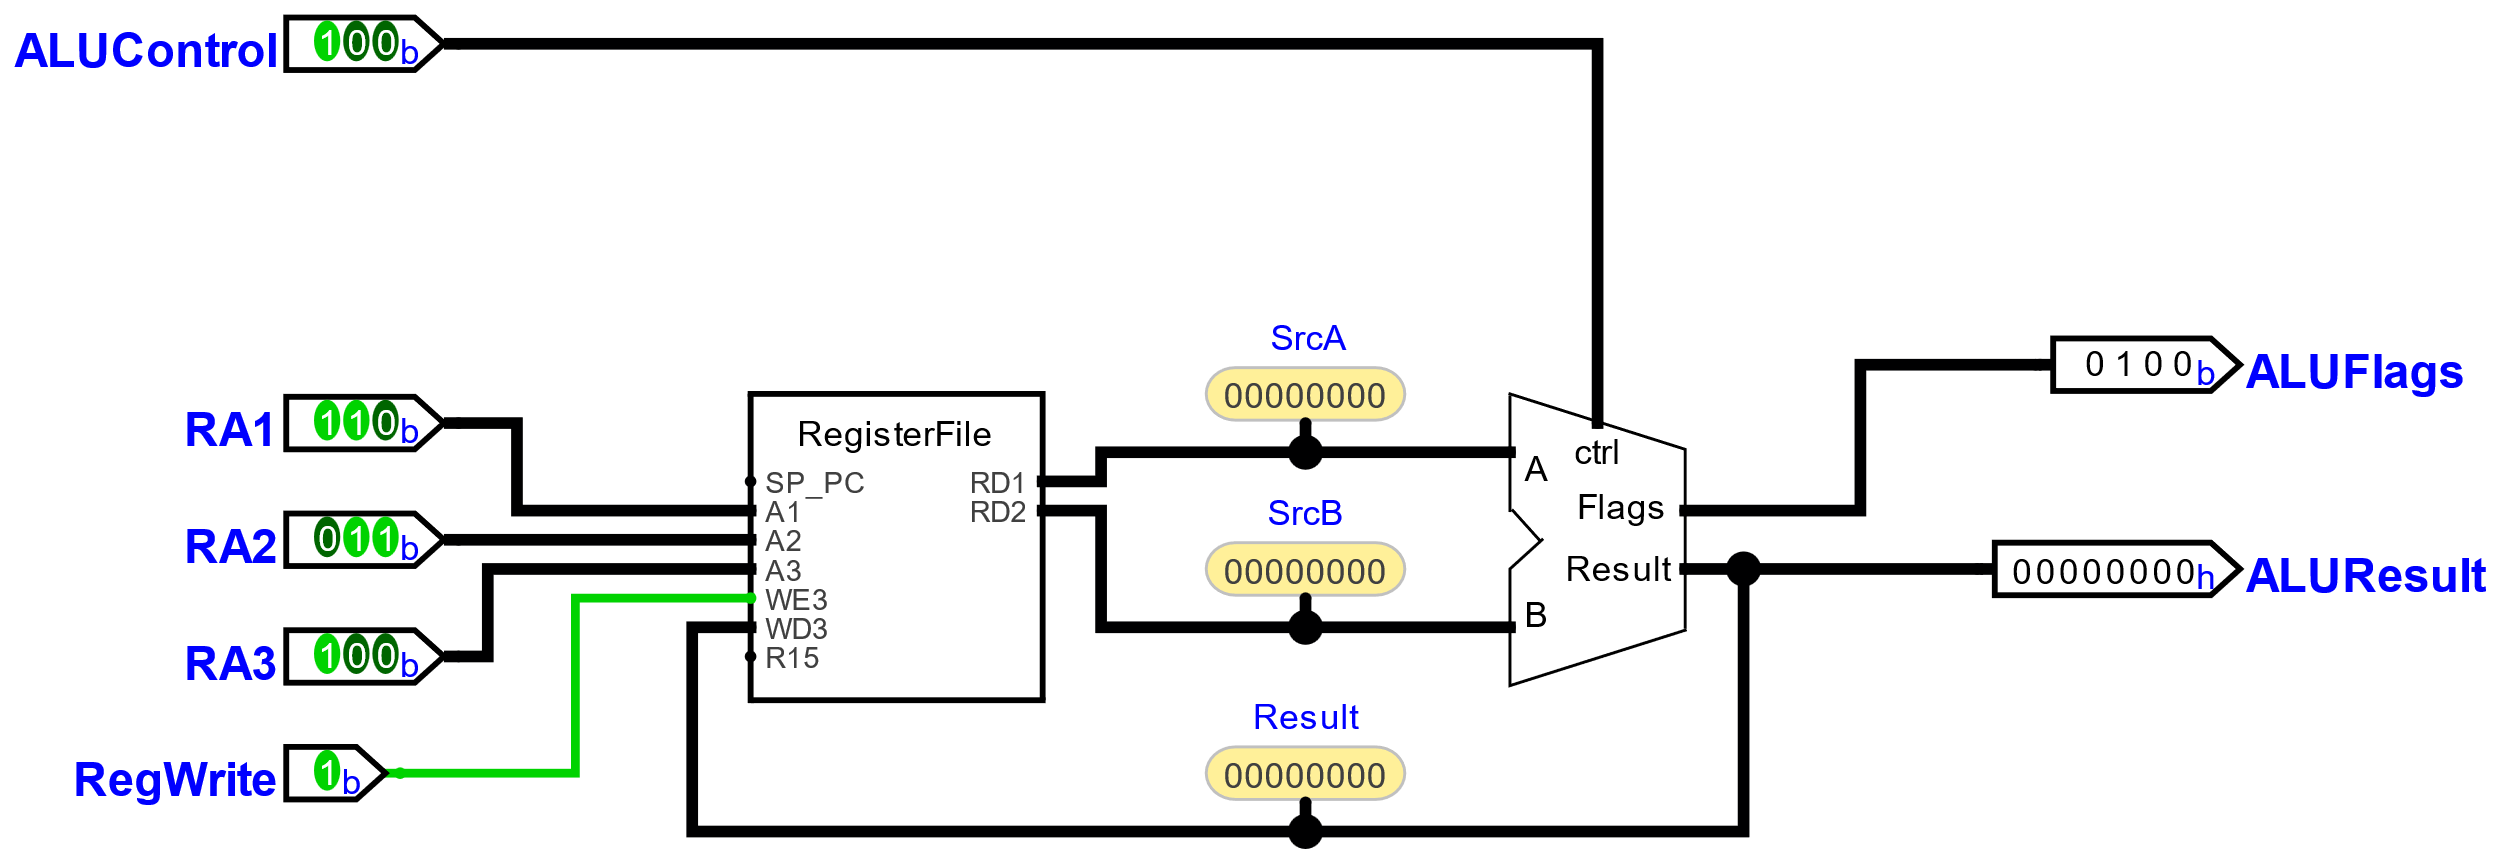 ALUControl 100b
SrcA
00000000
0100b ALUFlags
RA1 110b
RegisterFile
ctrl
A
SP_PC RD1
A1 RD2
SrcB
Flags
RA2 011b
A2
A3
00000000
Result
00000000h ALUResult
WE3
WD3
B
R15
RA3 100b
Result
RegWrite 1b
00000000